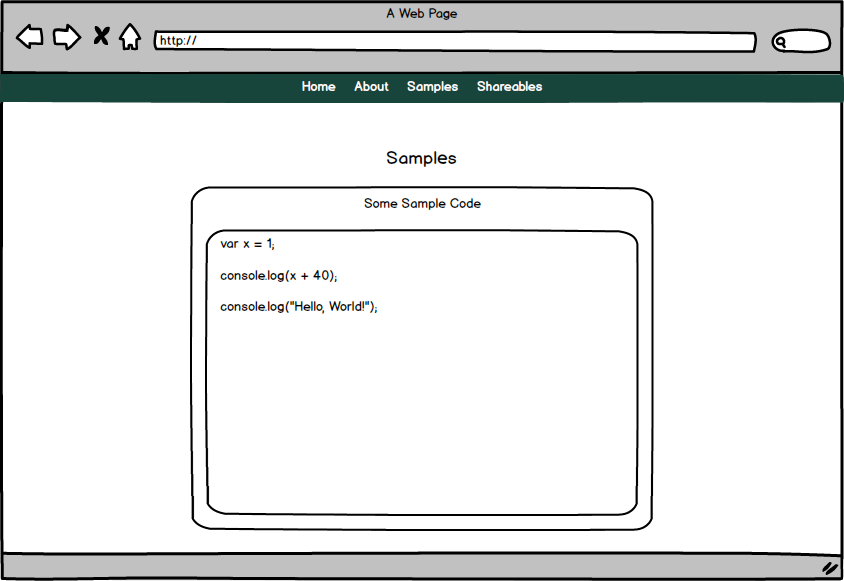 A Web Page
http://
Home About Samples Shareables
Samples
Some Sample Code
var x = 1;
console.log(x + 40);
console.log("Hello, World!");